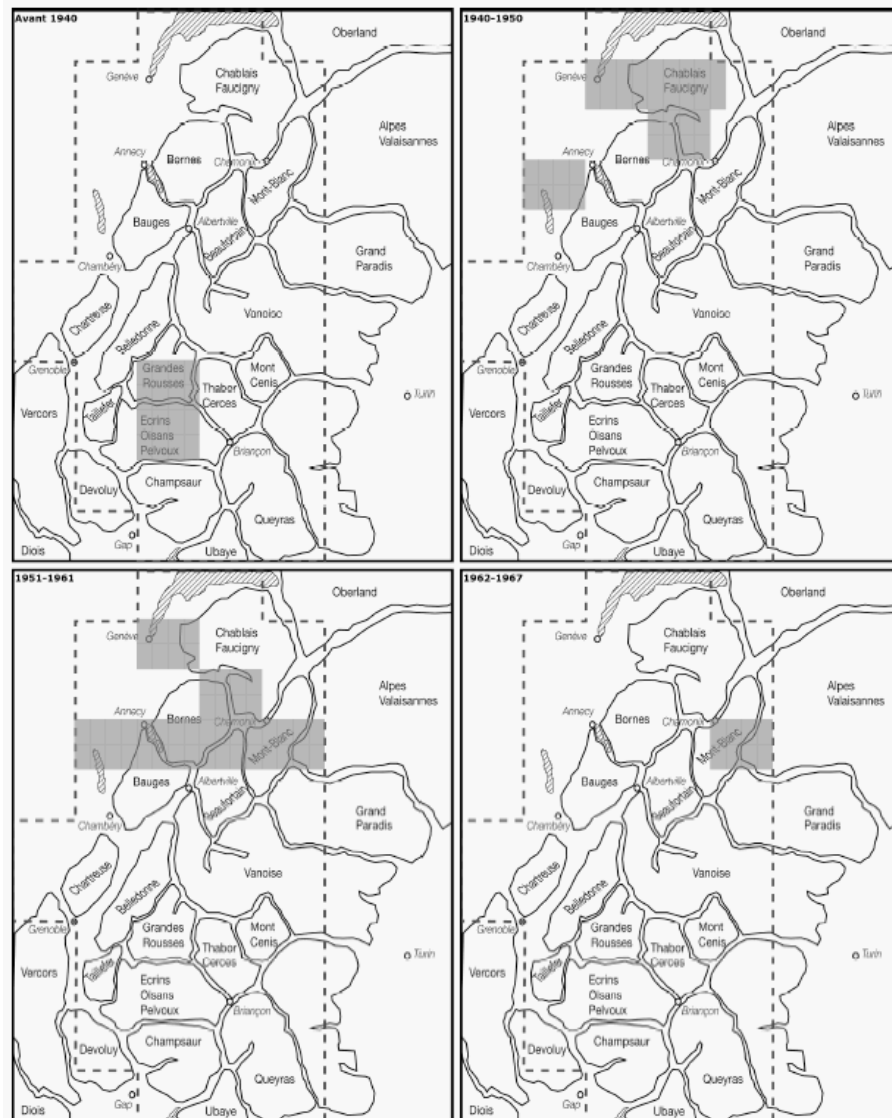 Avant 1940
Oberland
Genève
Chablais
Faucigny
Alpes
Valaisannes
Annecy
Bornes
Chamonix
Mont-Blanc
Bauges
Albertville
Beaufortain
Grand
Paradis
Chambéry
Vanoise
Chartreuse
Belledonne
Grenoble
Grandes
Rousses
Mont
Cenis
Thabor
Cerces
Turin
Vercors
Taillefer
Ecrins
Oisans
Pelvoux
Briançon
Devoluy
Champsaur
Queyras
Gap
Diois
Ubaye
1940-1950
Oberland
Genève
Chablais
Faucigny
Alpes
Valaisannes
Annecy
Bornes
Chamonix
Mont-Blanc
Bauges
Albertville
Beaufortain
Grand
Paradis
Chambéry
Vanoise
Chartreuse
Belledonne
Grenoble
Grandes
Rousses
Mont
Cenis
Thabor
Cerces
Turin
Vercors
Taillefer
Ecrins
Oisans
Pelvoux
Briançon
Devoluy
Champsaur
Queyras
Gap
Diois
Ubaye
1951-1961
Oberland
Genève
Chablais
Faucigny
Alpes
Valaisannes
Annecy
Bornes
Chamonix
Mont-Blanc
Bauges
Albertville
Beaufortain
Grand
Paradis
Chambéry
Vanoise
Chartreuse
Belledonne
Grenoble
Grandes
Rousses
Mont
Cenis
Thabor
Cerces
Turin
Vercors
Taillefer
Ecrins
Oisans
Pelvoux
Briançon
Devoluy
Champsaur
Queyras
Gap
Diois
Ubaye
1962-1967
Oberland
Genève
Chablais
Faucigny
Alpes
Valaisannes
Annecy
Bornes
Chamonix
Mont-Blanc
Bauges
Albertville
Beaufortain
Grand
Paradis
Chambéry
Vanoise
Chartreuse
Belledonne
Grenoble
Grandes
Rousses
Mont
Cenis
Thabor
Cerces
Turin
Vercors
Taillefer
Ecrins
Oisans
Pelvoux
Briançon
Devoluy
Champsaur
Queyras
Gap
Diois
Ubaye